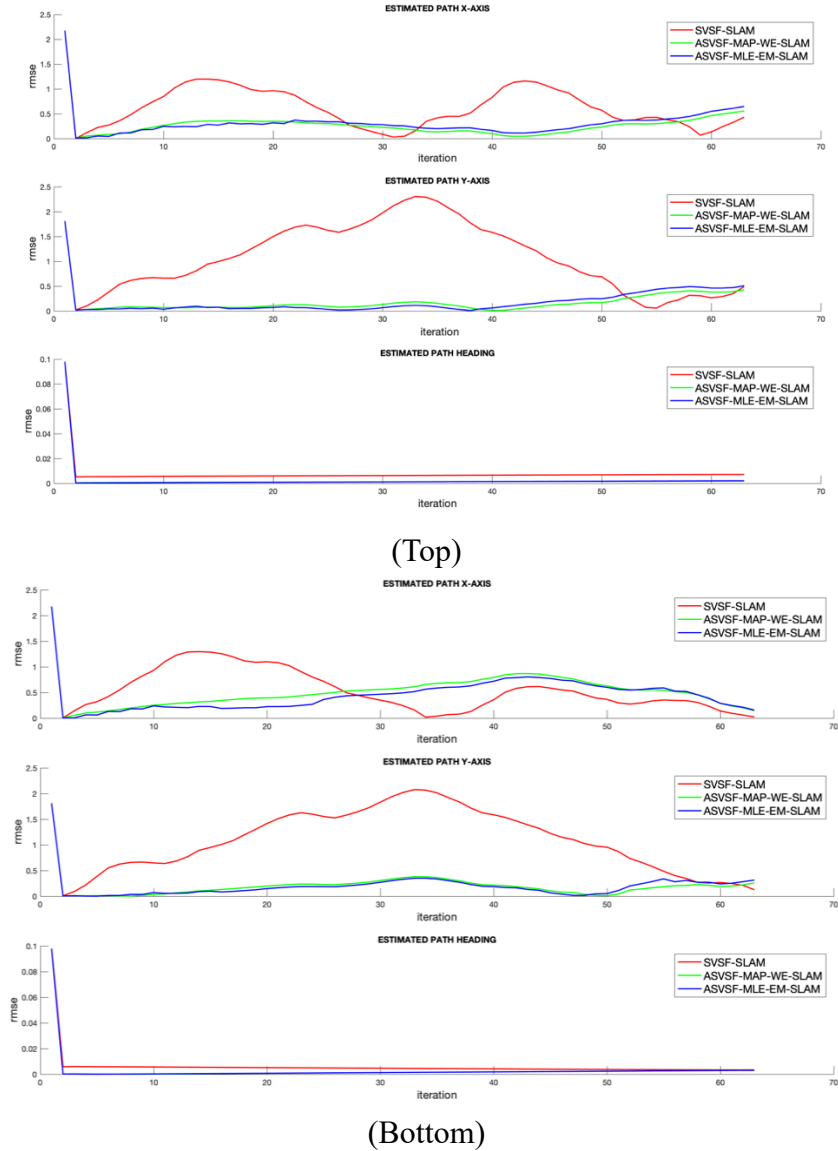 ESTIMATED PATH X-AXIS
2.5
2
1.5
1
0.5
0
rmse
SVSF-SLAM
ASVSF-MAP-WE-SLAM
ASVSF-MLE-EM-SLAM
0 10 20 30 40 50 60 70
iteration
ESTIMATED PATH Y-AXIS
2.5
2
1.5
1
0.5
0
rmse
SVSF-SLAM
ASVSF-MAP-WE-SLAM
ASVSF-MLE-EM-SLAM
0 10 20 30 40 50 60 70
iteration
ESTIMATED PATH HEADING
0.1
0.08
0.06
0.04
0.02
0
rmse
SVSF-SLAM
ASVSF-MAP-WE-SLAM
ASVSF-MLE-EM-SLAM
0 10 20 30 40 50 60 70
iteration
(Top)
ESTIMATED PATH X-AXIS
2.5
2
1.5
1
0.5
0
rmse
SVSF-SLAM
ASVSF-MAP-WE-SLAM
ASVSF-MLE-EM-SLAM
0 10 20 30 40 50 60 70
iteration
ESTIMATED PATH Y-AXIS
2.5
2
1.5
1
0.5
0
rmse
SVSF-SLAM
ASVSF-MAP-WE-SLAM
ASVSF-MLE-EM-SLAM
0 10 20 30 40 50 60 70
iteration
ESTIMATED PATH HEADING
0.1
0.08
0.06
0.04
0.02
0
rmse
SVSF-SLAM
ASVSF-MAP-WE-SLAM
ASVSF-MLE-EM-SLAM
0 10 20 30 40 50 60 70
iteration
(Bottom)